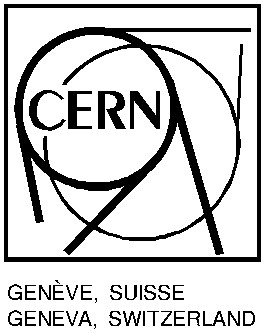 CERN
GENÈVE, SUISSE
GENEVA, SWITZERLAND